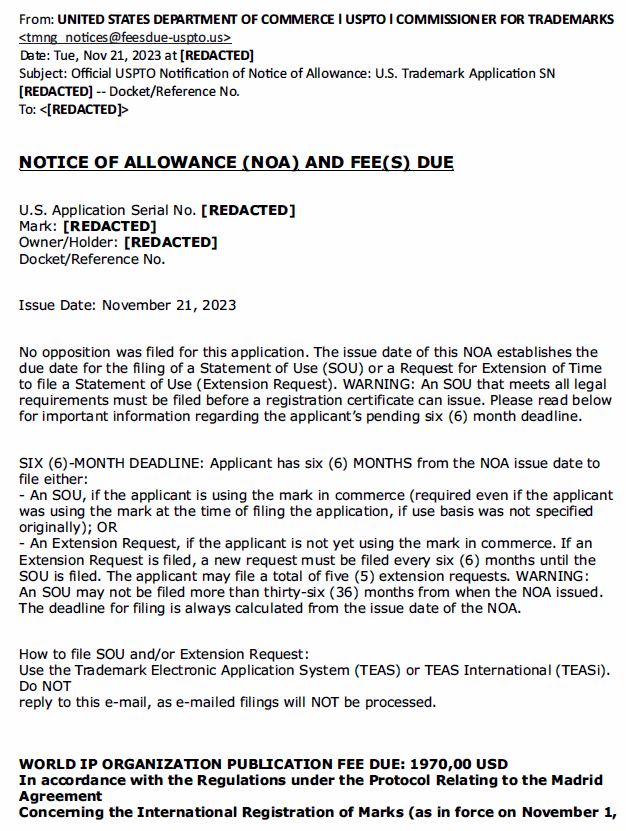 From: UNITED STATES DEPARTMENT OF COMMERCE l USPTO l COMMISSIONER FOR TRADEMARKS
<tmng_notices@feesdue-uspto.us>
Date: Tue, Nov 21, 2023 at [REDACTED]
Subject: Official USPTO Notification of Notice of Allowance: U.S. Trademark Application SN
[REDACTED] -- Docket/Reference No.
To: <[REDACTED]>
NOTICE OF ALLOWANCE (NOA) AND FEE(S) DUE
U.S. Application Serial No. [REDACTED]
Mark: [REDACTED]
Owner/Holder: [REDACTED]
Docket/Reference No.
Issue Date: November 21, 2023
No opposition was filed for this application. The issue date of this NOA establishes the
due date for the filing of a Statement of Use (SOU) or a Request for Extension of Time
to file a Statement of Use (Extension Request). WARNING: An SOU that meets all legal
requirements must be filed before a registration certificate can issue. Please read below
for important information regarding the applicant’s pending six (6) month deadline.
SIX (6)-MONTH DEADLINE: Applicant has six (6) MONTHS from the NOA issue date to
file either:
- An SOU, if the applicant is using the mark in commerce (required even if the applicant
was using the mark at the time of filing the application, if use basis was not specified
originally); OR
- An Extension Request, if the applicant is not yet using the mark in commerce. If an
Extension Request is filed, a new request must be filed every six (6) months until the
SOU is filed. The applicant may file a total of five (5) extension requests. WARNING:
An SOU may not be filed more than thirty-six (36) months from when the NOA issued.
The deadline for filing is always calculated from the issue date of the NOA.
How to file SOU and/or Extension Request:
Use the Trademark Electronic Application System (TEAS) or TEAS International (TEASi).
Do NOT
reply to this e-mail, as e-mailed filings will NOT be processed.
WORLD IP ORGANIZATION PUBLICATION FEE DUE: 1970,00 USD
In accordance with the Regulations under the Protocol Relating to the Madrid
Agreement
Concerning the International Registration of Marks (as in force on November 1,